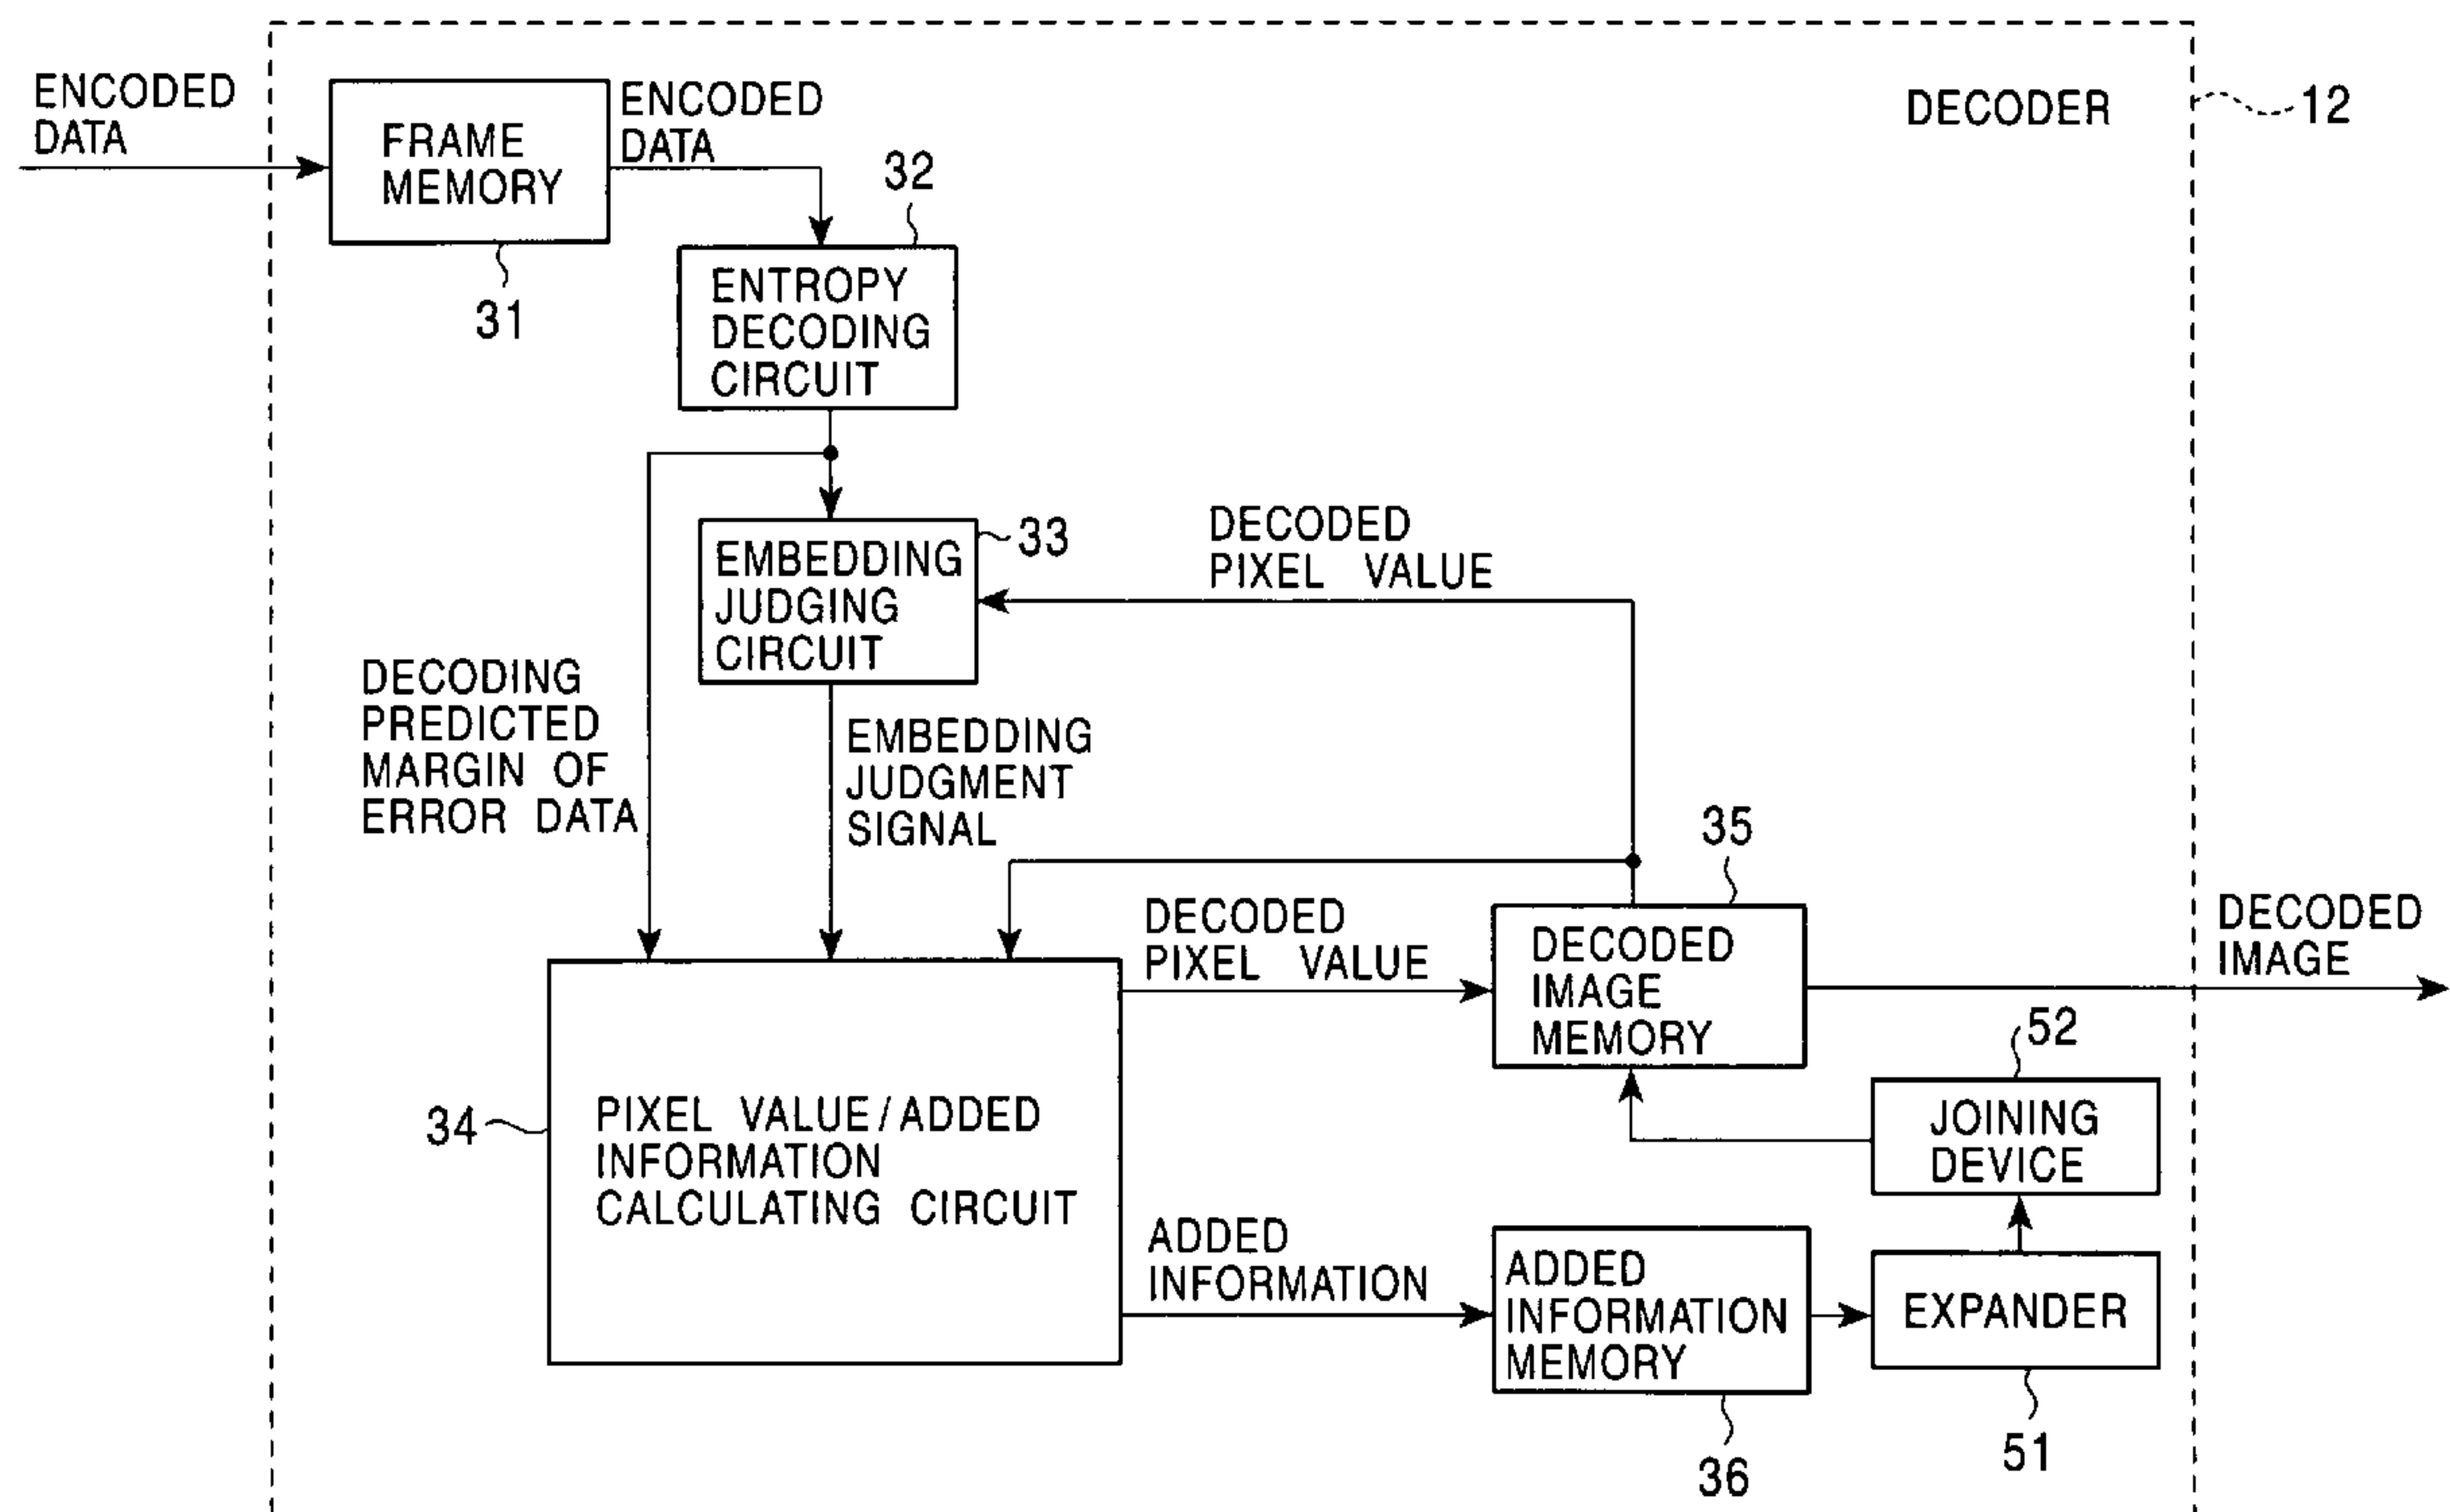 ENCODED
DATA
FRAME
MEMORY
31
ENCODED
DATA
DECODER
12
32
ENTROPY
DECODING
CIRCUIT
EMBEDDING
JUDGING
CIRCUIT
33
DECODED
PIXEL VALUE
DECODING
PREDICTED
MARGIN OF
ERROR DATA
EMBEDDING
JUDGMENT
SIGNAL
35
DECODED
PIXEL VALUE
DECODED
IMAGE
MEMORY
DECODED
IMAGE
52
JOINING
DEVICE
34
PIXEL VALUE/ADDED
INFORMATION
CALCULATING CIRCUIT
ADDED
INFORMATION
ADDED
INFORMATION
MEMORY
36
EXPANDER
51